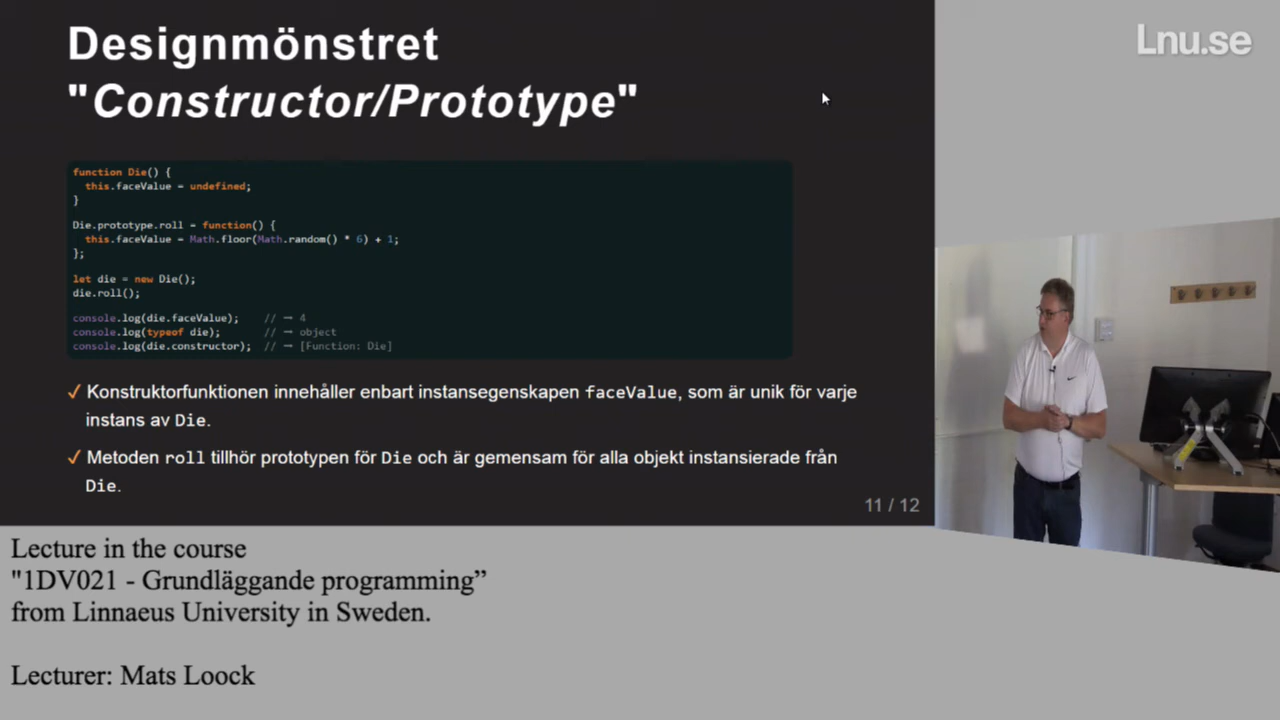 Designmönstret
"Constructor/Prototype"
function Die() {
  this.faceValue = undefined;
}
Die.prototype.roll = function() {
  this.faceValue = Math.floor(Math.random() * 6) + 1;
};
let die = new Die();
die.roll();
console.log(die.faceValue);    // → 4
console.log(typeof die);       // → object
console.log(die.constructor);  // → [Function: Die]
✓ Konstruktorfunktionen innehåller enbart instansegenskapen faceValue, som är unik för varje
instans av Die.
✓ Metoden roll tillhör prototypen för Die och är gemensam för alla objekt instansierade från
Die.
11 / 12
Lnu.se
Lecture in the course
"1DV021 - Grundläggande programming”
from Linnaeus University in Sweden.
Lecturer: Mats Loock